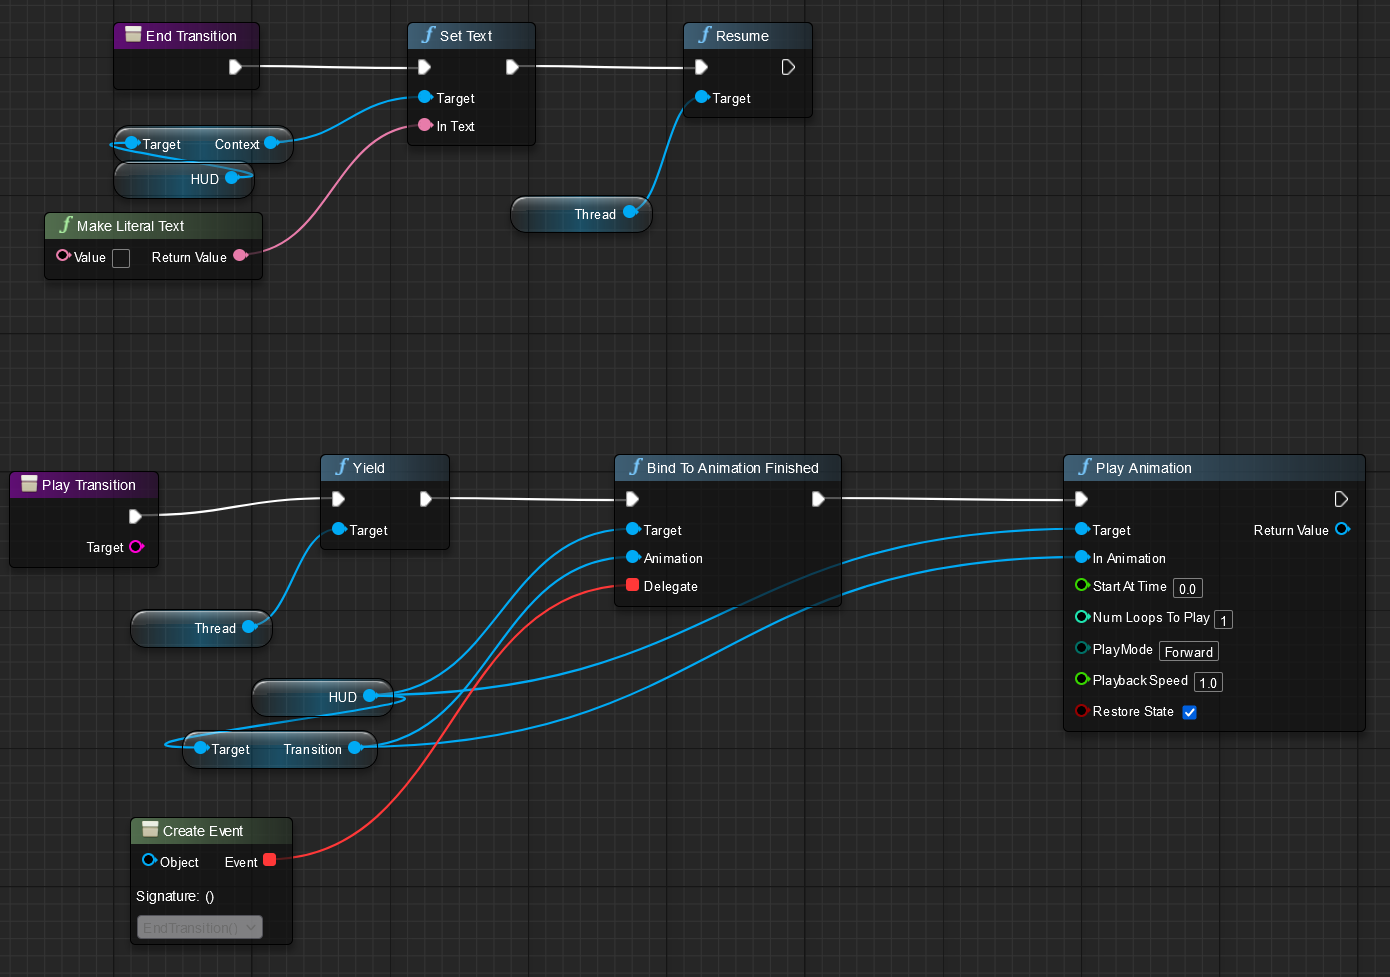 End Transition
Set Text
Resume
Target
In Text
Target
Target Context
HUD
Thread
Make Literal Text
Value Return Value
Play Transition
Target
Yield
Target
Bind To Animation Finished
Target
Animation
Delegate
Play Animation
Target Return Value
In Animation
Start At Time 0.0
Num Loops To Play 1
Play Mode Forward
Playback Speed 1.0
Restore State
Thread
HUD
Target Transition
Create Event
Object Event
Signature: ()
EndTransition()